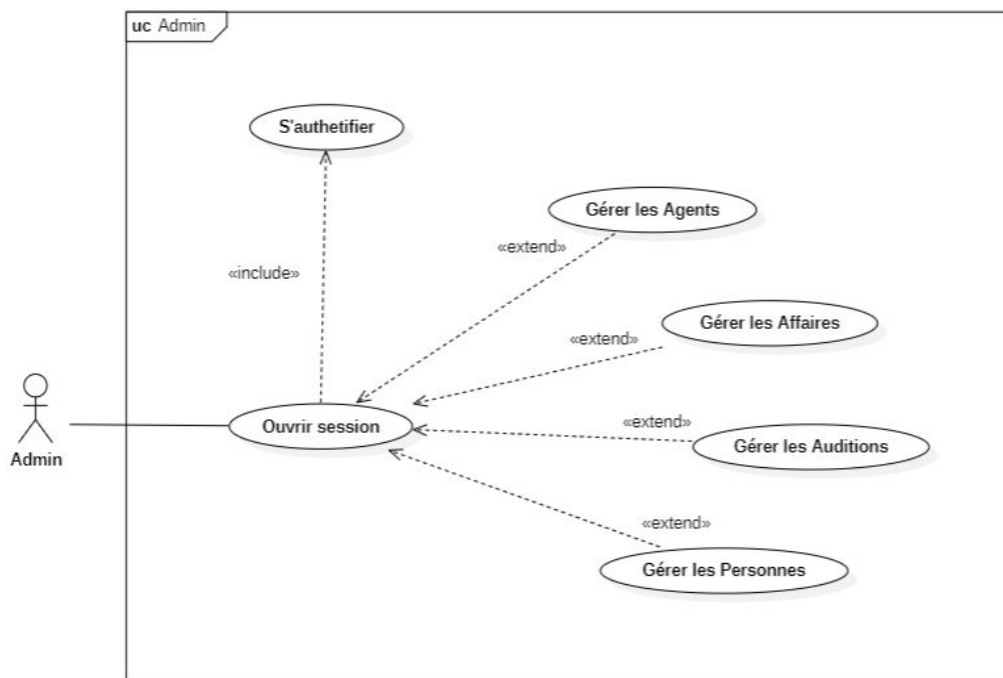 uc Admin
S'authetifier
Gérer les Agents
«extend»
«include»
Gérer les Affaires
«extend»
Admin
Ouvrir session
«extend»
Gérer les Auditions
«extend»
Gérer les Personnes